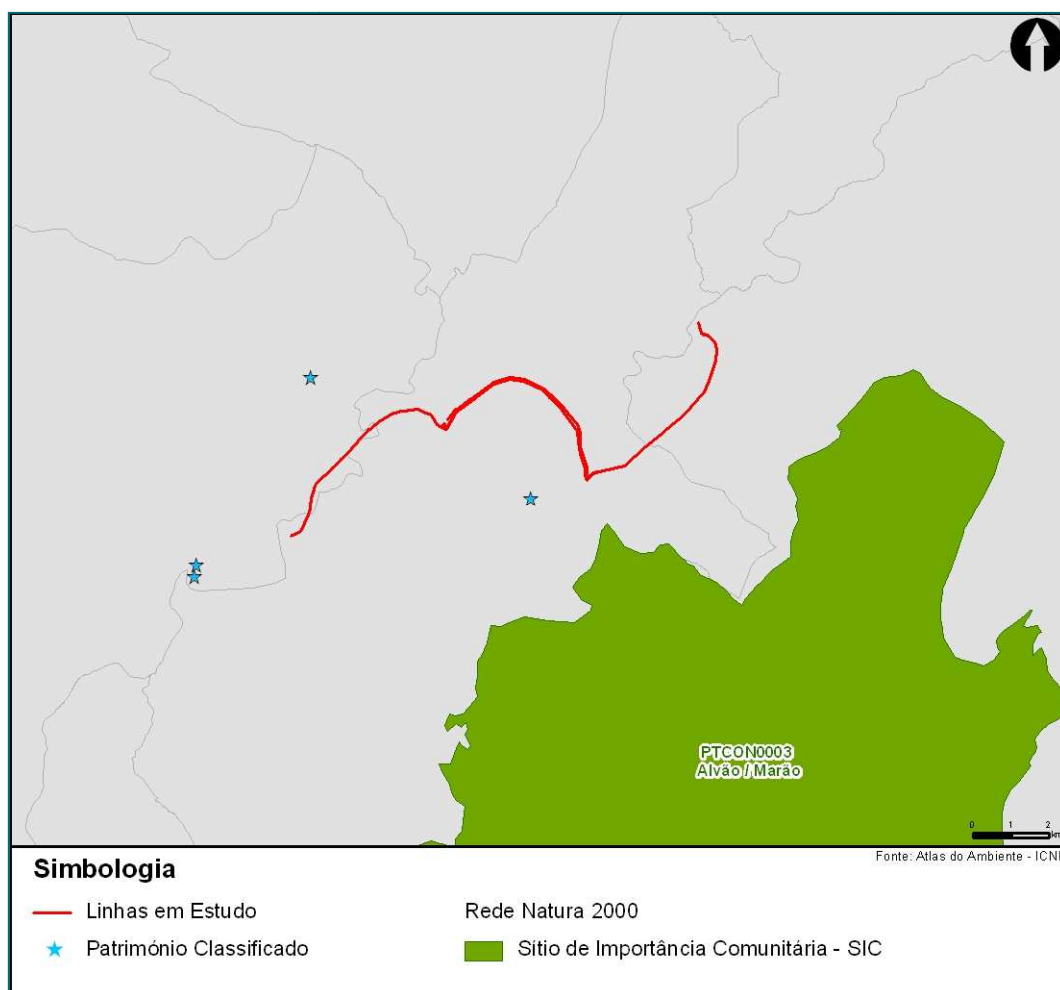 PTCON0003
Alvão / Marão
0 1 2
km
Fonte: Atlas do Ambiente - ICN
Simbologia
Linhas em Estudo
Rede Natura 2000
Património Classificado
Sítio de Importância Comunitária - SIC